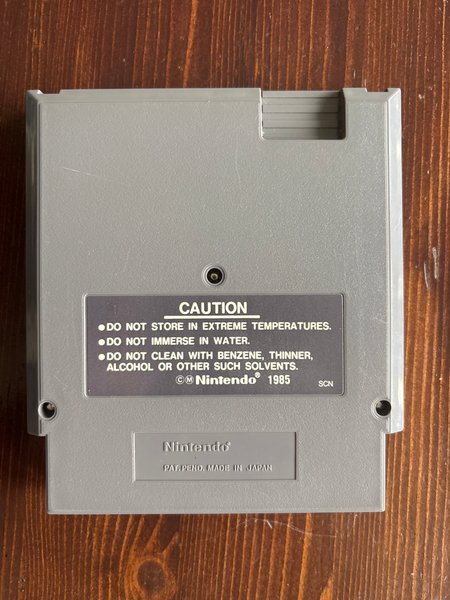 CAUTION
●DO NOT STORE IN EXTREME TEMPERATURES.
●DO NOT IMMERSE IN WATER.
●DO NOT CLEAN WITH BENZENE, THINNER,
ALCOHOL OR OTHER SUCH SOLVENTS.
©Ⓜ Nintendo® 1985 SCN
Nintendo®
PAT. PEND. MADE IN JAPAN